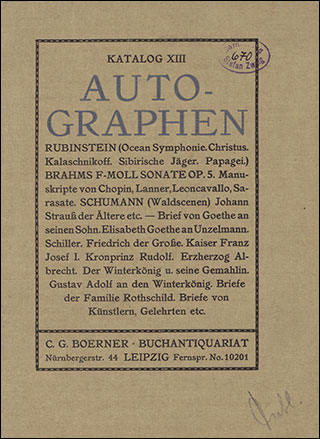 KATALOG XIII
670
Stefan Zweig
AUTO-
GRAPHEN
RUBINSTEIN (Ocean Symphonie. Christus.
Kalaschnikoff. Sibirische Jäger. Papagei.)
BRAHMS F-MOLL SONATE OP. 5. Manu-
skripte von Chopin, Lanner, Leoncavallo, Sa-
rasate. SCHUMANN (Waldscenen) Johann
Strauß der Ältere etc. — Brief von Goethe an
seinen Sohn. Elisabeth Goethe an Unzelmann.
Schiller. Friedrich der Große. Kaiser Franz
Josef I. Kronprinz Rudolf. Erzherzog Al-
brecht. Der Winterkönig u. seine Gemahlin.
Gustav Adolf an den Winterkönig. Briefe
der Familie Rothschild. Briefe von
Künstlern, Gelehrten etc.
C. G. BOERNER · BUCHANTIQUARIAT
Nürnbergerstr. 44 LEIPZIG Fernspr. No. 10201